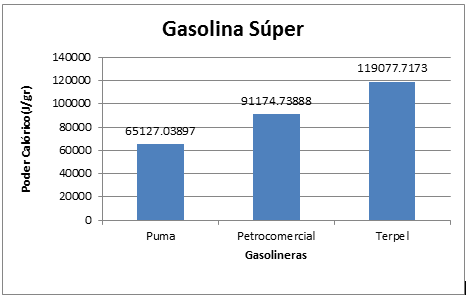 Gasolina Súper
Poder Calórico(J/gr)
140000
120000
100000
80000
60000
40000
20000
0
65127.03897
91174.73888
119077.7173
Puma
Petrocomercial
Terpel
Gasolineras